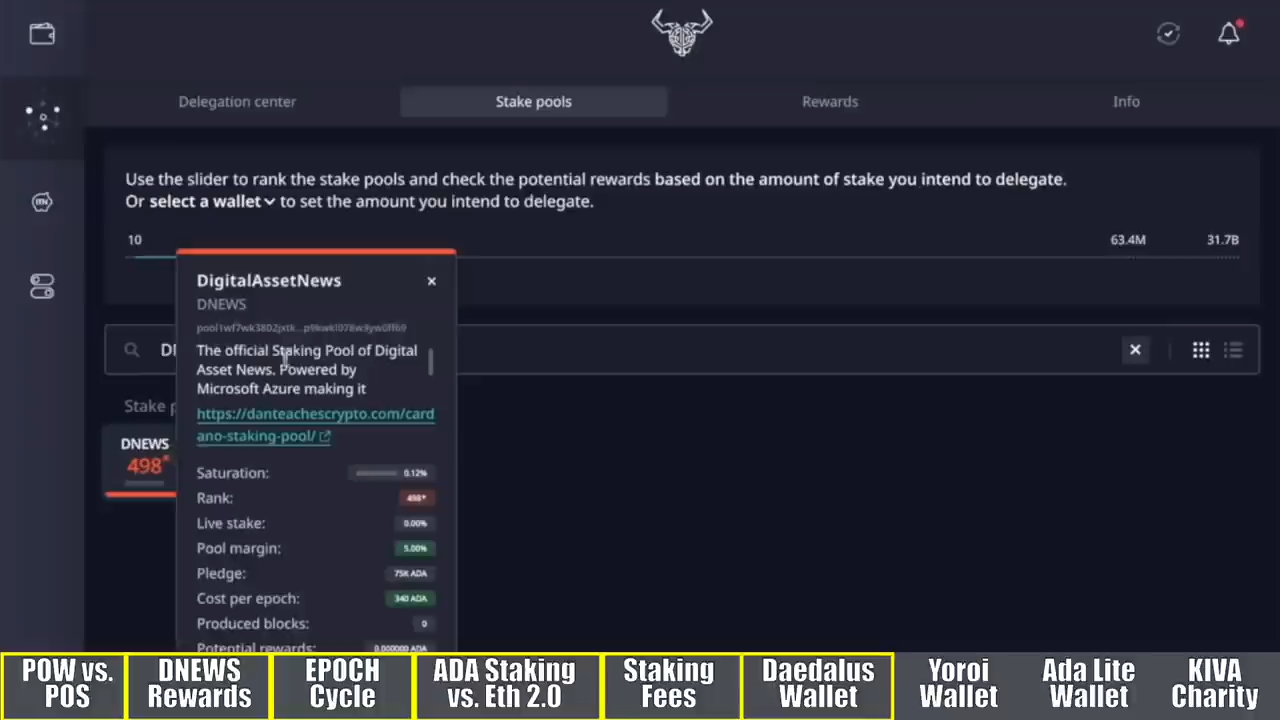 Delegation center
Stake pools
Rewards
Info
Use the slider to rank the stake pools and check the potential rewards based on the amount of stake you intend to delegate.
Or select a wallet to set the amount you intend to delegate.
10
63.4M
31.7B
DigitalAssetNews
DNEWS
The official Staking Pool of Digital
Asset News. Powered by
Microsoft Azure making it
https://danteachescrypto.com/card
ano-staking-pool/
Stake p
DNEWS
498*
Saturation: 0.12%
Rank: 498*
Live stake: 0.00%
Pool margin: 5.00%
Pledge: 75K ADA
Cost per epoch: 340 ADA
Produced blocks: 0
Potential rewards: 0.000000 ADA
POW vs.
POS
DNEWS
Rewards
EPOCH
Cycle
ADA Staking
vs. Eth 2.0
Staking
Fees
Daedalus
Wallet
Yoroi
Wallet
Ada Lite
Wallet
KIVA
Charity